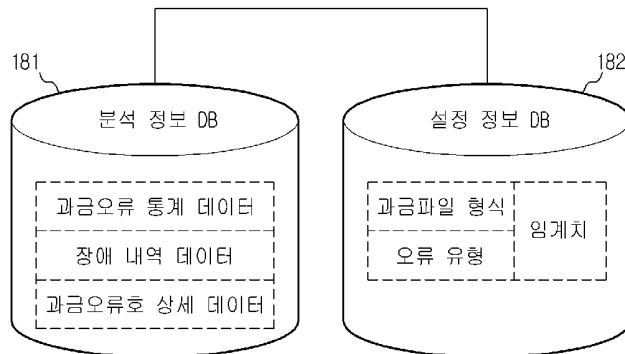 181
분석 정보 DB
과금오류 통계 데이터
장애 내역 데이터
과금오류호 상세 데이터
182
설정 정보 DB
과금파일 형식
오류 유형
임계치